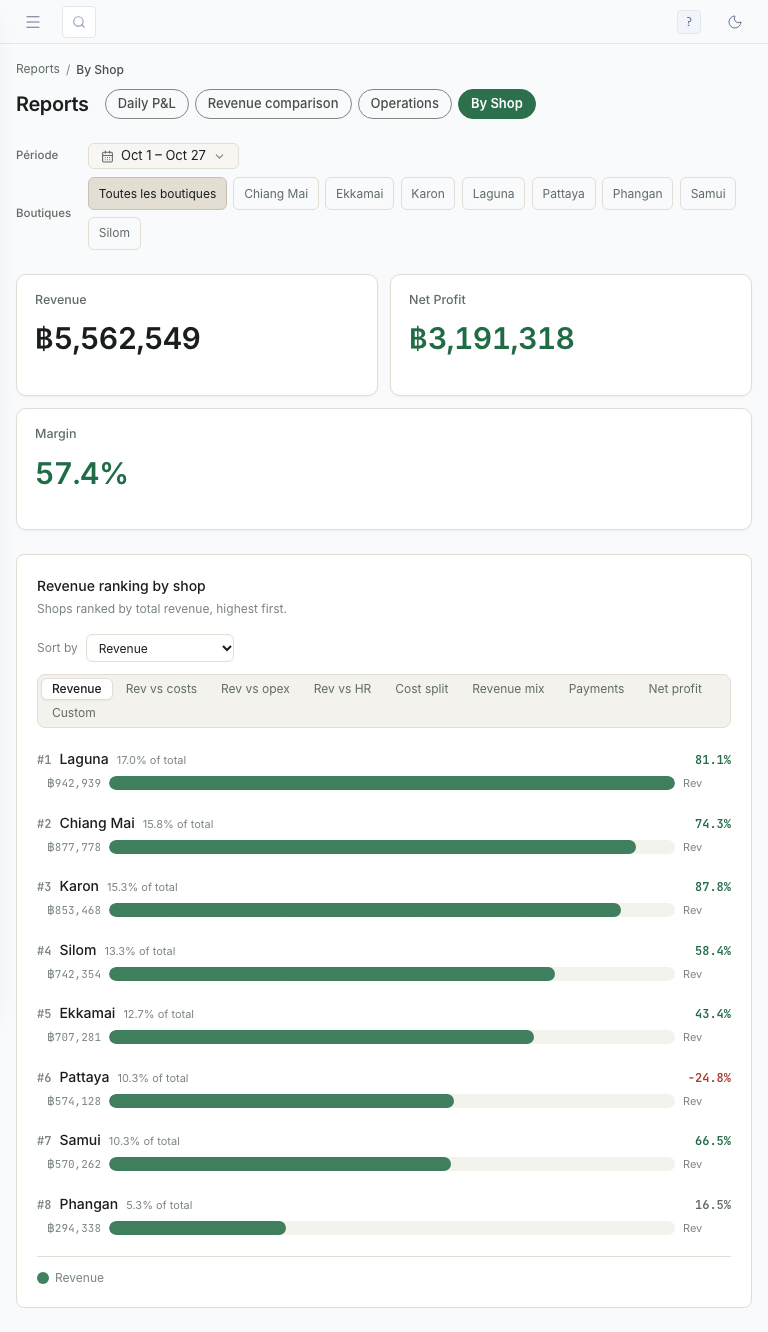 ?
Reports / By Shop
Reports Daily P&L Revenue comparison Operations By Shop
Période Oct 1 – Oct 27
Toutes les boutiques Chiang Mai Ekkamai Karon Laguna Pattaya Phangan Samui
Boutiques
Silom
Revenue
฿5,562,549
Net Profit
฿3,191,318
Margin
57.4%
Revenue ranking by shop
Shops ranked by total revenue, highest first.
Sort by Revenue
Revenue Rev vs costs Rev vs opex Rev vs HR Cost split Revenue mix Payments Net profit
Custom
#1 Laguna 17.0% of total 81.1%
฿942,939 Rev
#2 Chiang Mai 15.8% of total 74.3%
฿877,778 Rev
#3 Karon 15.3% of total 87.8%
฿853,468 Rev
#4 Silom 13.3% of total 58.4%
฿742,354 Rev
#5 Ekkamai 12.7% of total 43.4%
฿707,281 Rev
#6 Pattaya 10.3% of total -24.8%
฿574,128 Rev
#7 Samui 10.3% of total 66.5%
฿570,262 Rev
#8 Phangan 5.3% of total 16.5%
฿294,338 Rev
Revenue